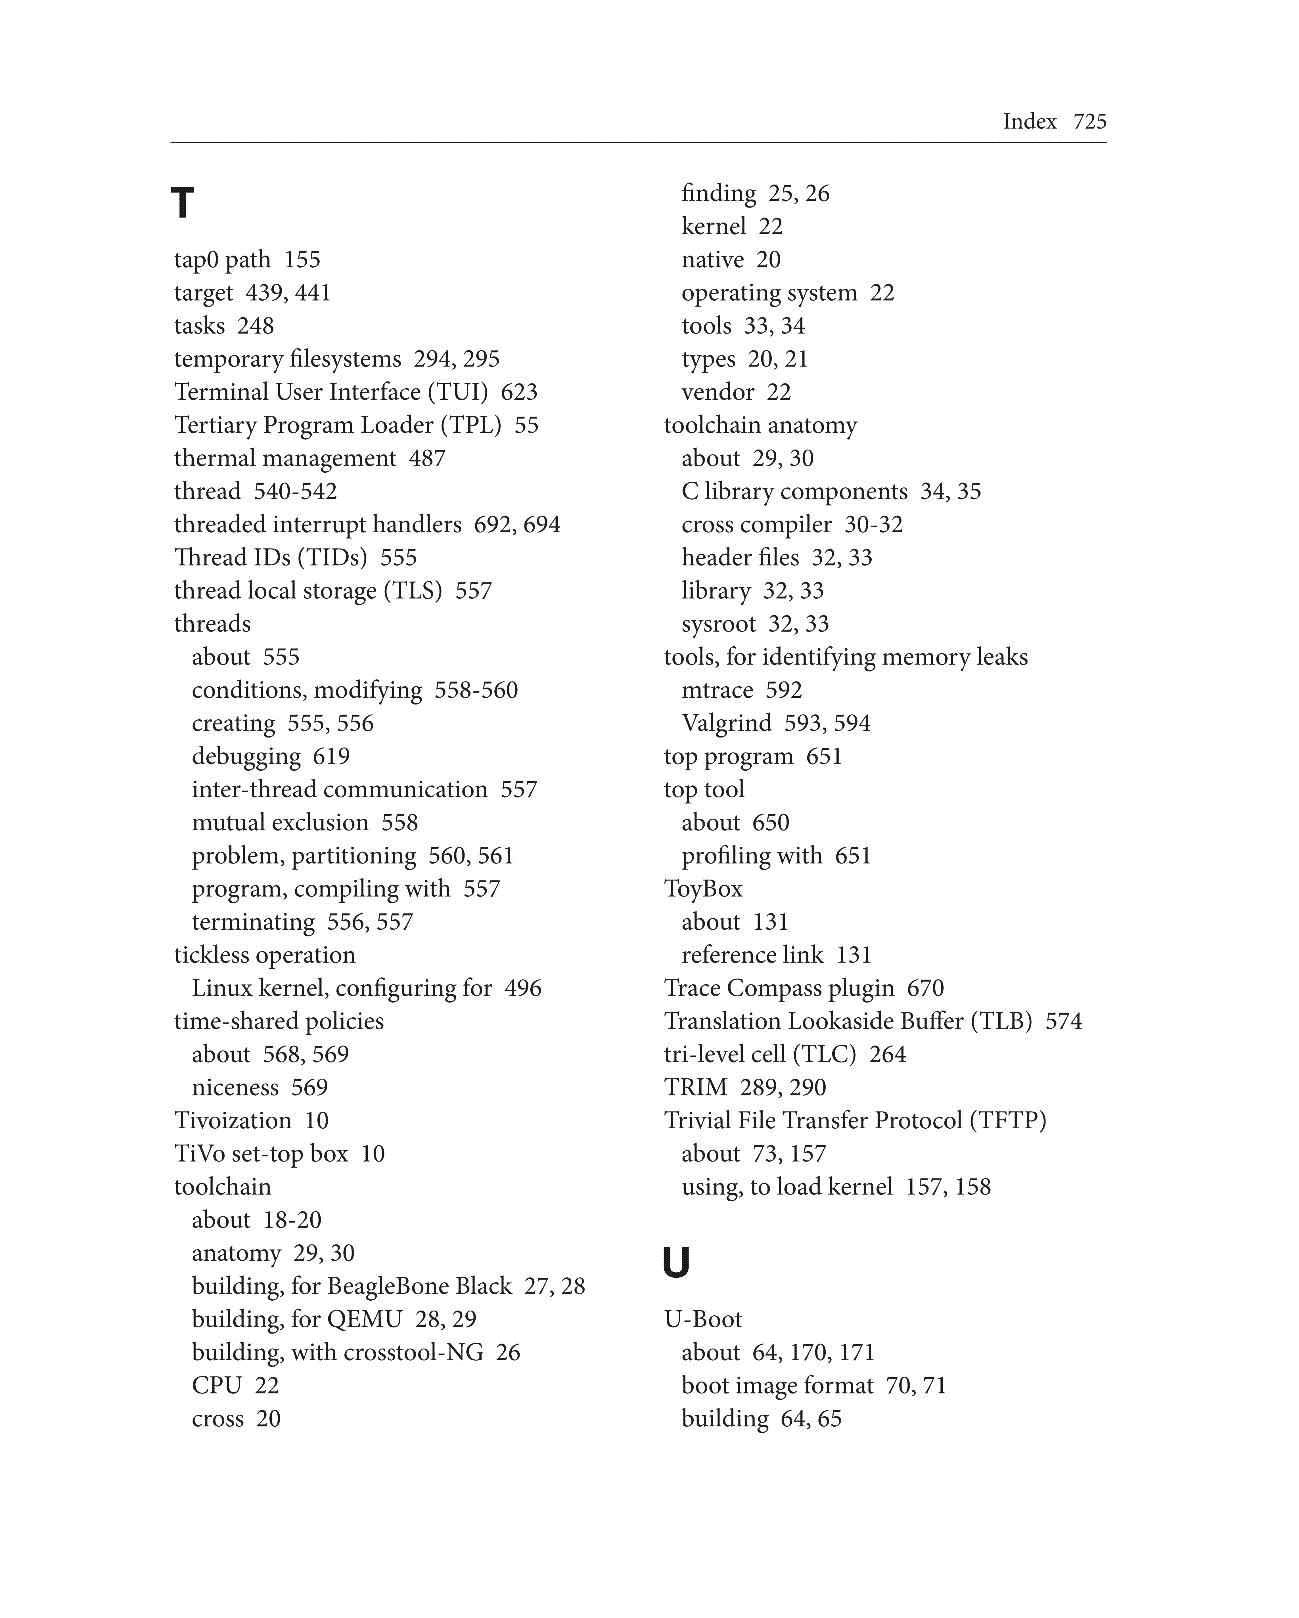 Index 725
T
tap0 path 155
target 439, 441
tasks 248
temporary filesystems 294, 295
Terminal User Interface (TUI) 623
Tertiary Program Loader (TPL) 55
thermal management 487
thread 540-542
threaded interrupt handlers 692, 694
Thread IDs (TIDs) 555
thread local storage (TLS) 557
threads
about 555
conditions, modifying 558-560
creating 555, 556
debugging 619
inter-thread communication 557
mutual exclusion 558
problem, partitioning 560, 561
program, compiling with 557
terminating 556, 557
tickless operation
Linux kernel, configuring for 496
time-shared policies
about 568, 569
niceness 569
Tivoization 10
TiVo set-top box 10
toolchain
about 18-20
anatomy 29, 30
building, for BeagleBone Black 27, 28
building, for QEMU 28, 29
building, with crosstool-NG 26
CPU 22
cross 20
finding 25, 26
kernel 22
native 20
operating system 22
tools 33, 34
types 20, 21
vendor 22
toolchain anatomy
about 29, 30
C library components 34, 35
cross compiler 30-32
header files 32, 33
library 32, 33
sysroot 32, 33
tools, for identifying memory leaks
mtrace 592
Valgrind 593, 594
top program 651
top tool
about 650
profiling with 651
ToyBox
about 131
reference link 131
Trace Compass plugin 670
Translation Lookaside Buffer (TLB) 574
tri-level cell (TLC) 264
TRIM 289, 290
Trivial File Transfer Protocol (TFTP)
about 73, 157
using, to load kernel 157, 158
U
U-Boot
about 64, 170, 171
boot image format 70, 71
building 64, 65